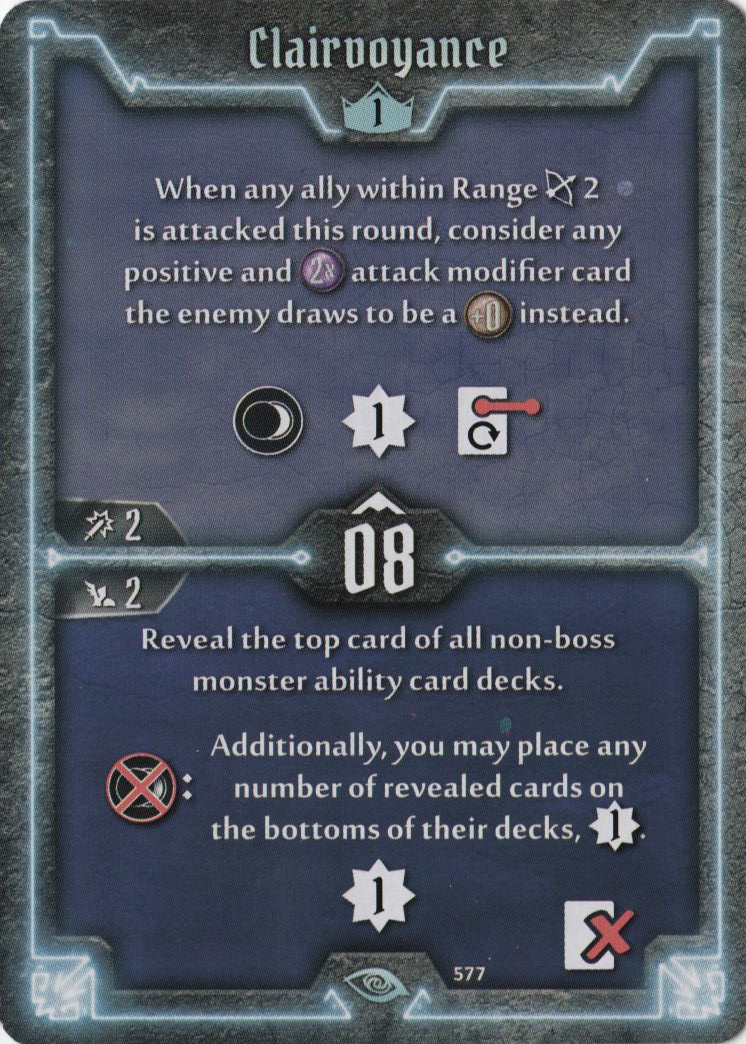 Clairvoyance
1
When any ally within Range 2
is attacked this round, consider any
positive and 2x attack modifier card
the enemy draws to be a +0 instead.
1
2
08
2
Reveal the top card of all non-boss
monster ability card decks.
Additionally, you may place any
: number of revealed cards on
the bottoms of their decks, 1.
1
577